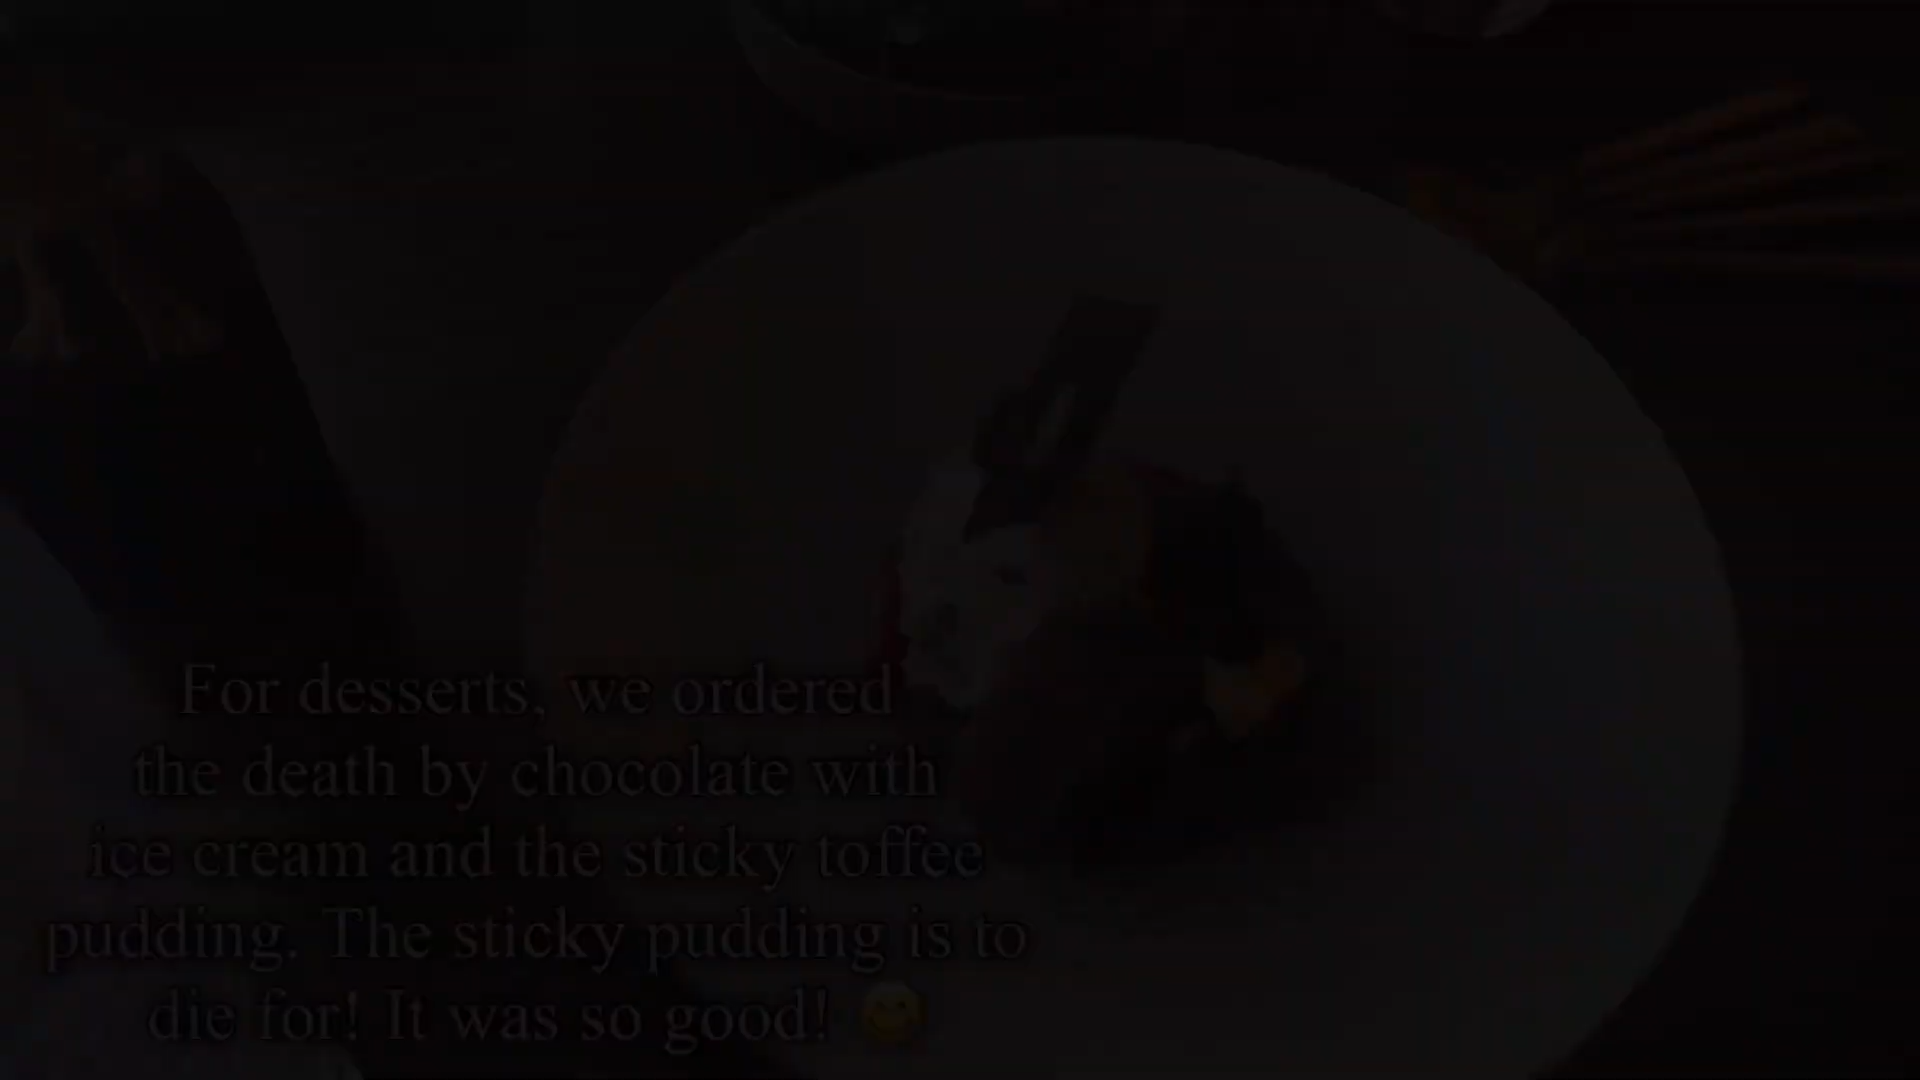 For desserts, we ordered
the death by chocolate with
ice cream and the sticky toffee
pudding. The sticky pudding is to
die for! It was so good! 😋